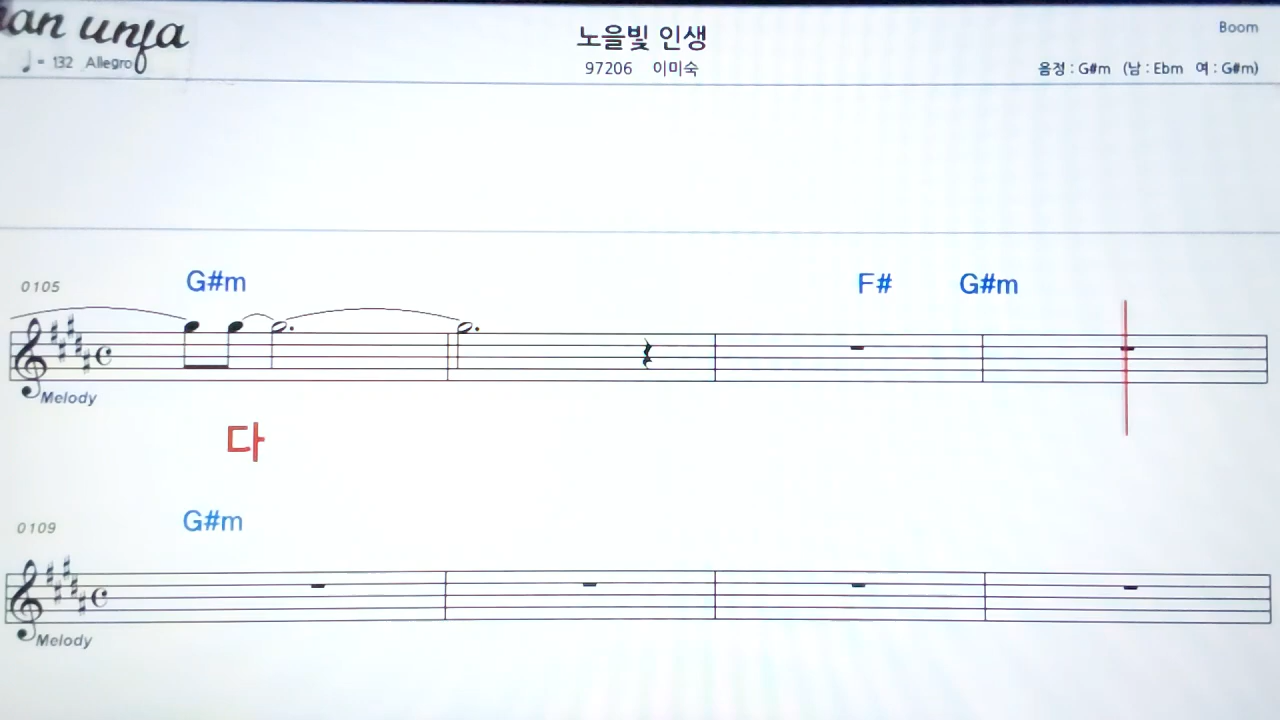 an unfa
♩ = 132 Allegro
노을빛 인생
97206 이미숙
Boom
음정 : G#m (남 : Ebm 여 : G#m)
0105 G#m F# G#m
Melody
다
0109 G#m
Melody